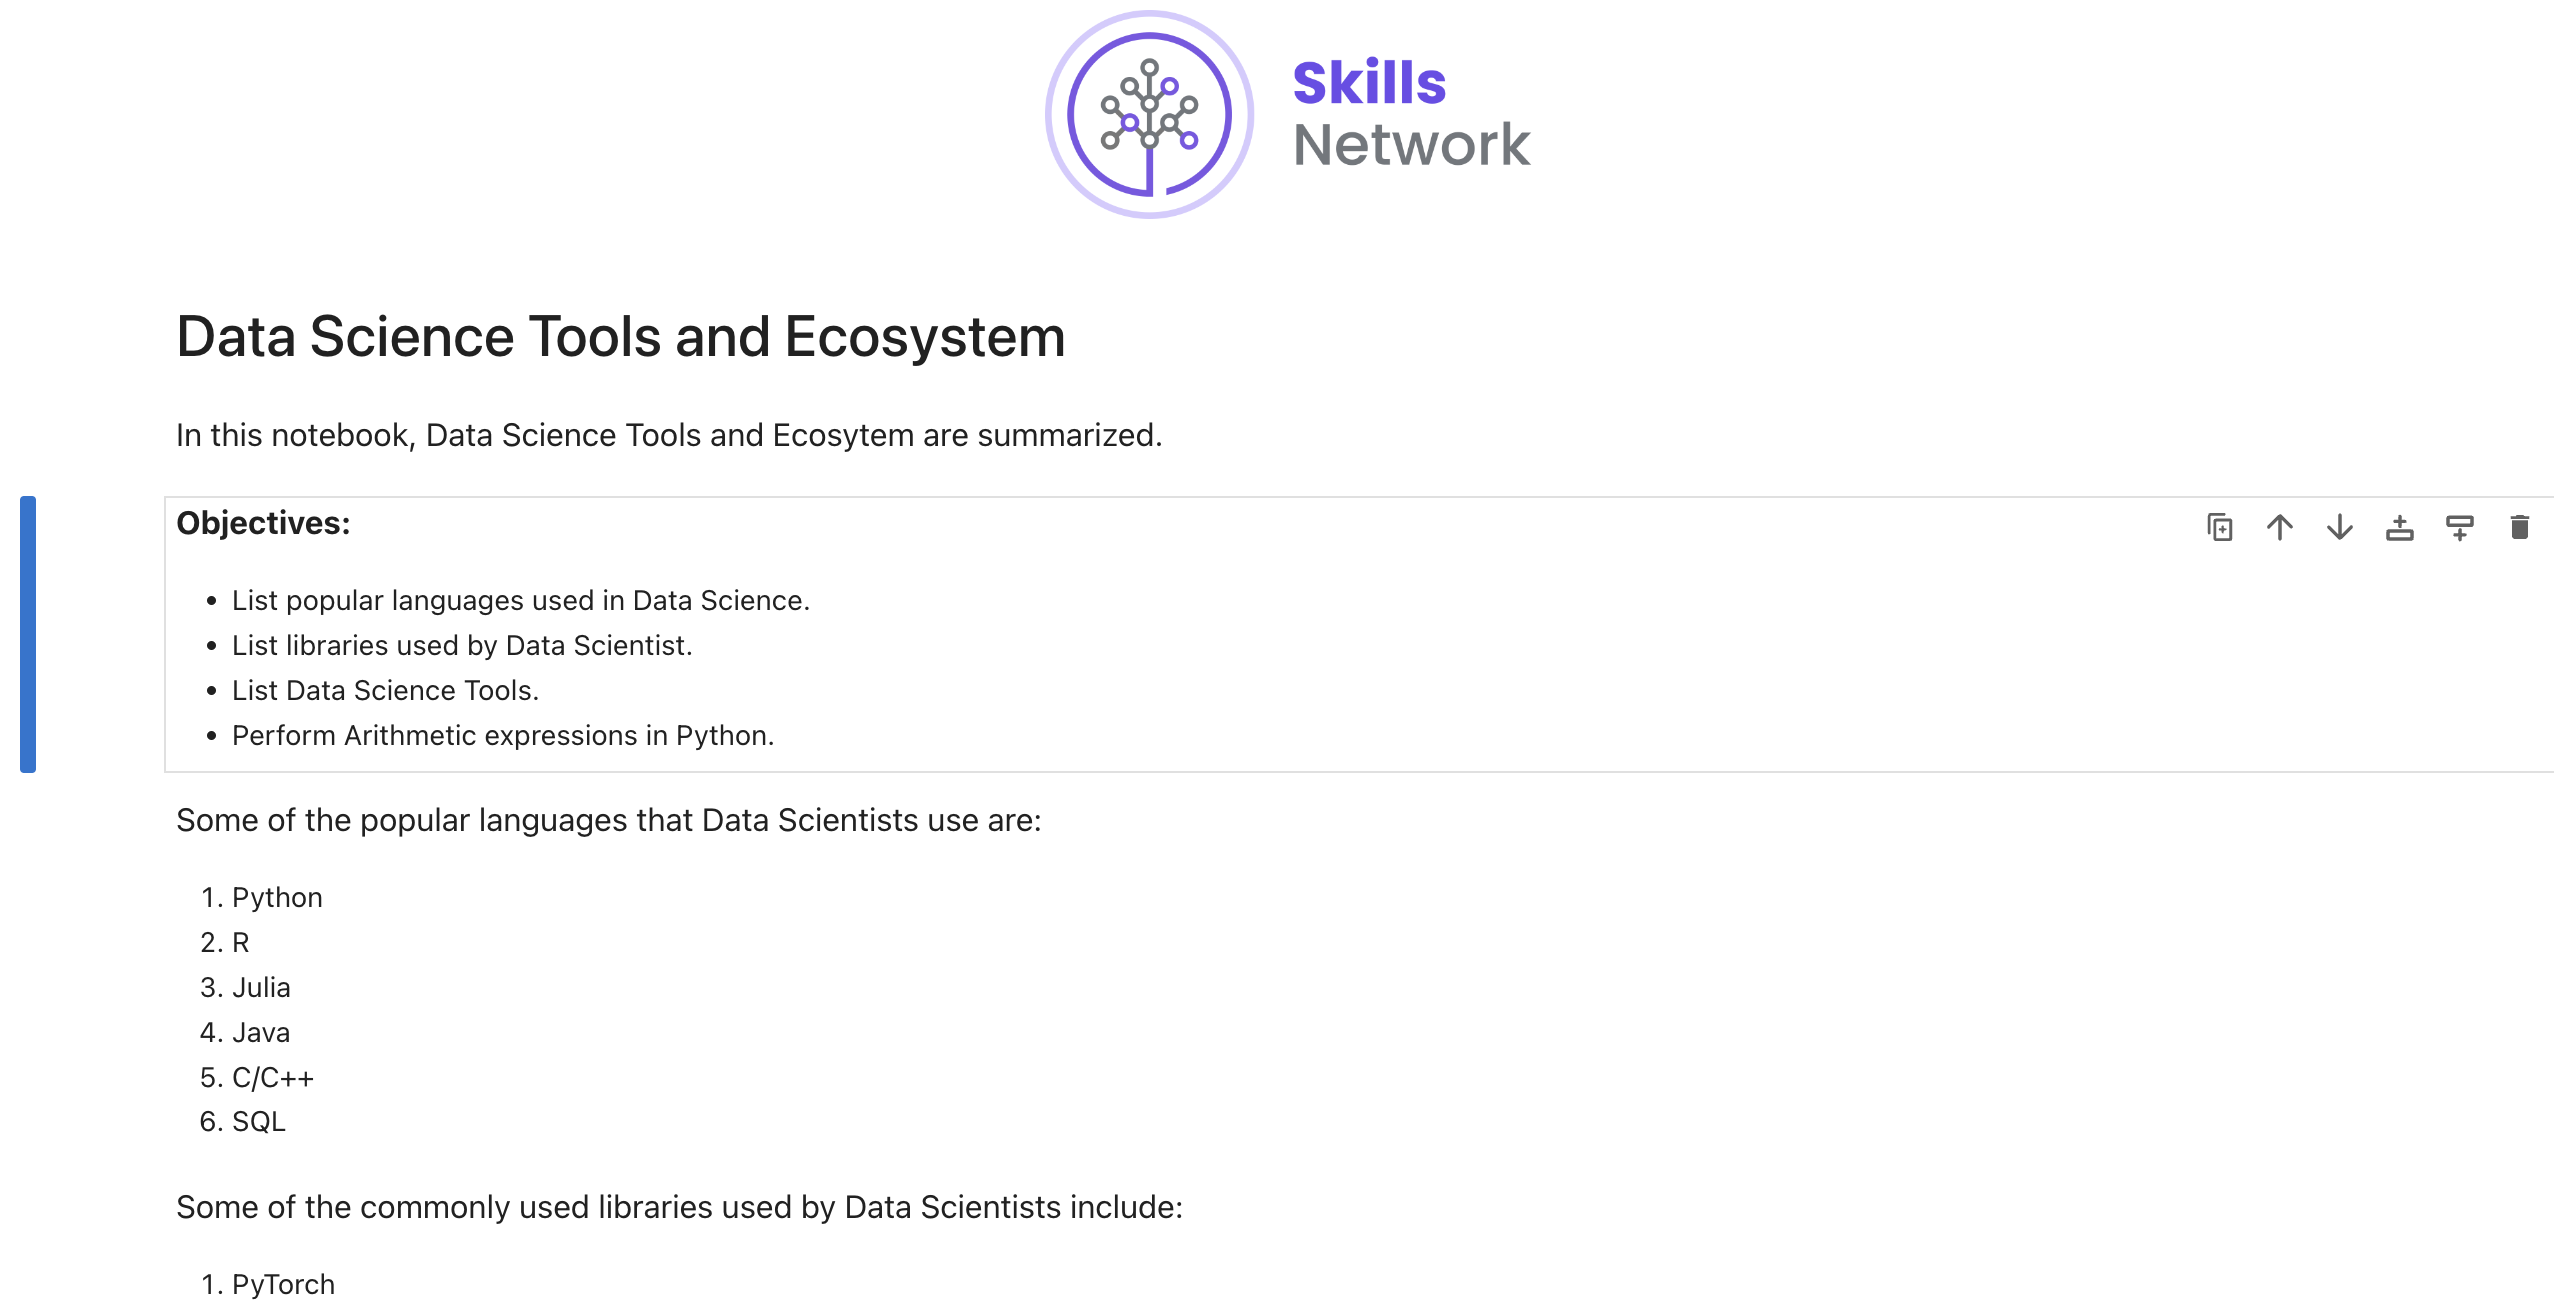 Skills
Network
Data Science Tools and Ecosystem
In this notebook, Data Science Tools and Ecosytem are summarized.
Objectives:
• List popular languages used in Data Science.
• List libraries used by Data Scientist.
• List Data Science Tools.
• Perform Arithmetic expressions in Python.
Some of the popular languages that Data Scientists use are:
1. Python
2. R
3. Julia
4. Java
5. C/C++
6. SQL
Some of the commonly used libraries used by Data Scientists include:
1. PyTorch